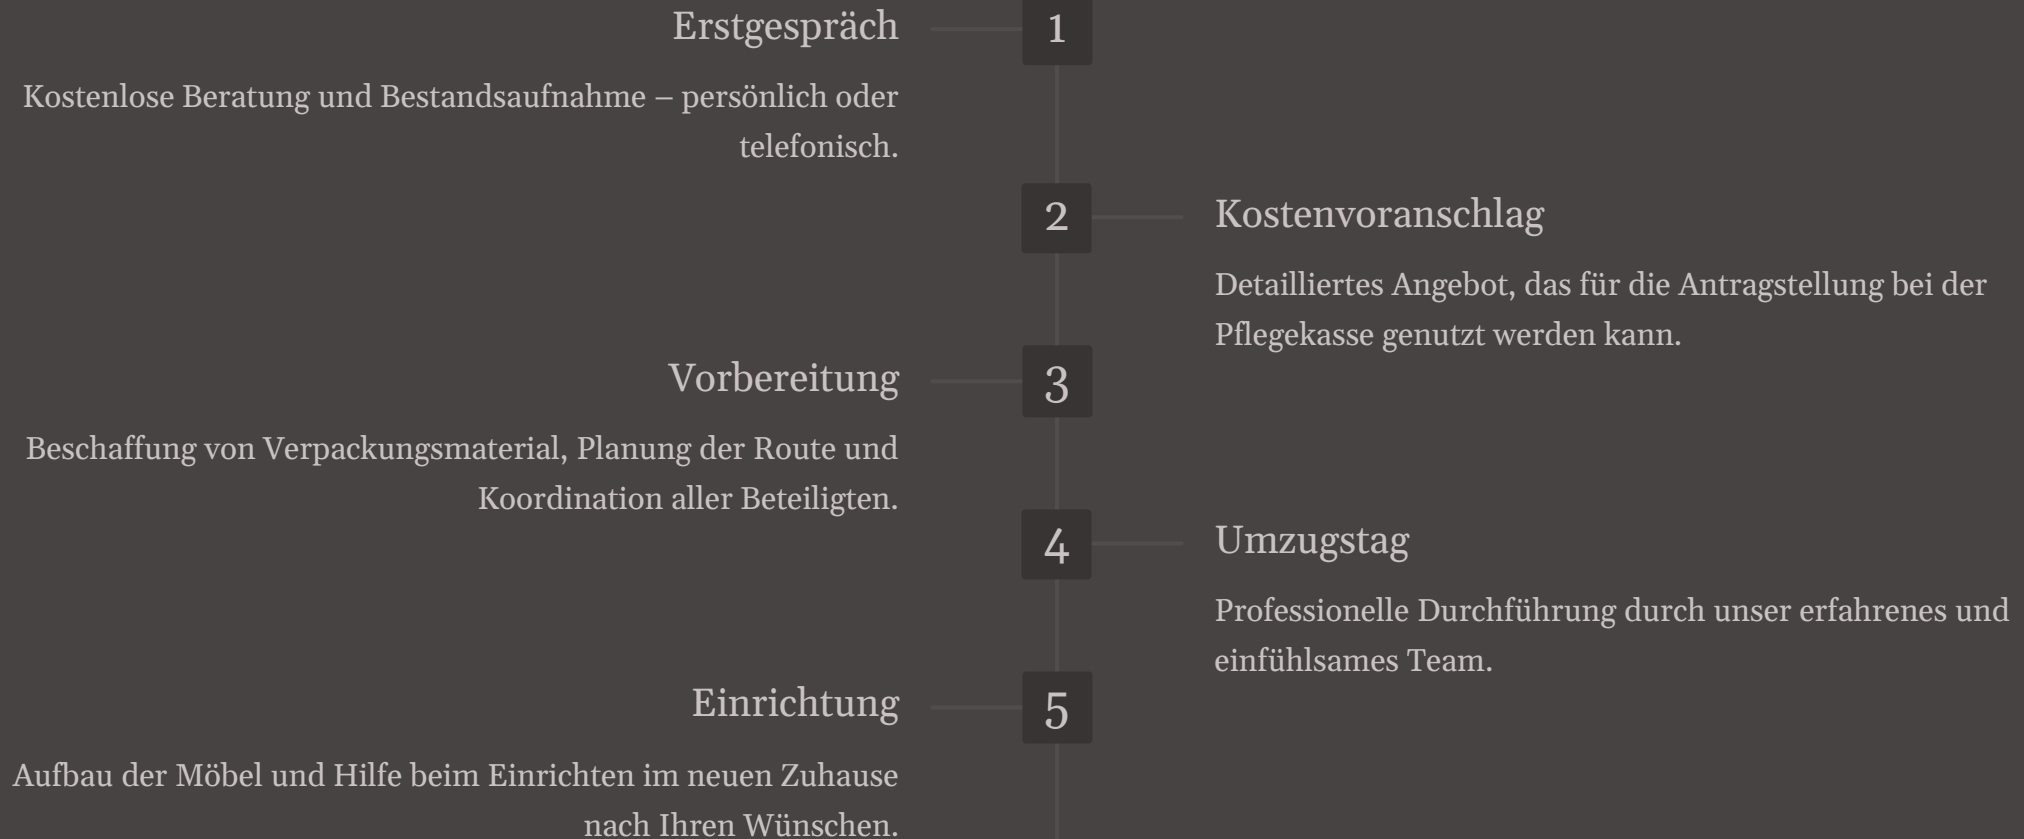 Erstgespräch
1
Kostenlose Beratung und Bestandsaufnahme – persönlich oder
telefonisch.
2
Kostenvoranschlag
Detailliertes Angebot, das für die Antragstellung bei der
Pflegekasse genutzt werden kann.
Vorbereitung
3
Beschaffung von Verpackungsmaterial, Planung der Route und
Koordination aller Beteiligten.
4
Umzugstag
Professionelle Durchführung durch unser erfahrenes und
einfühlsames Team.
Einrichtung
5
Aufbau der Möbel und Hilfe beim Einrichten im neuen Zuhause
nach Ihren Wünschen.